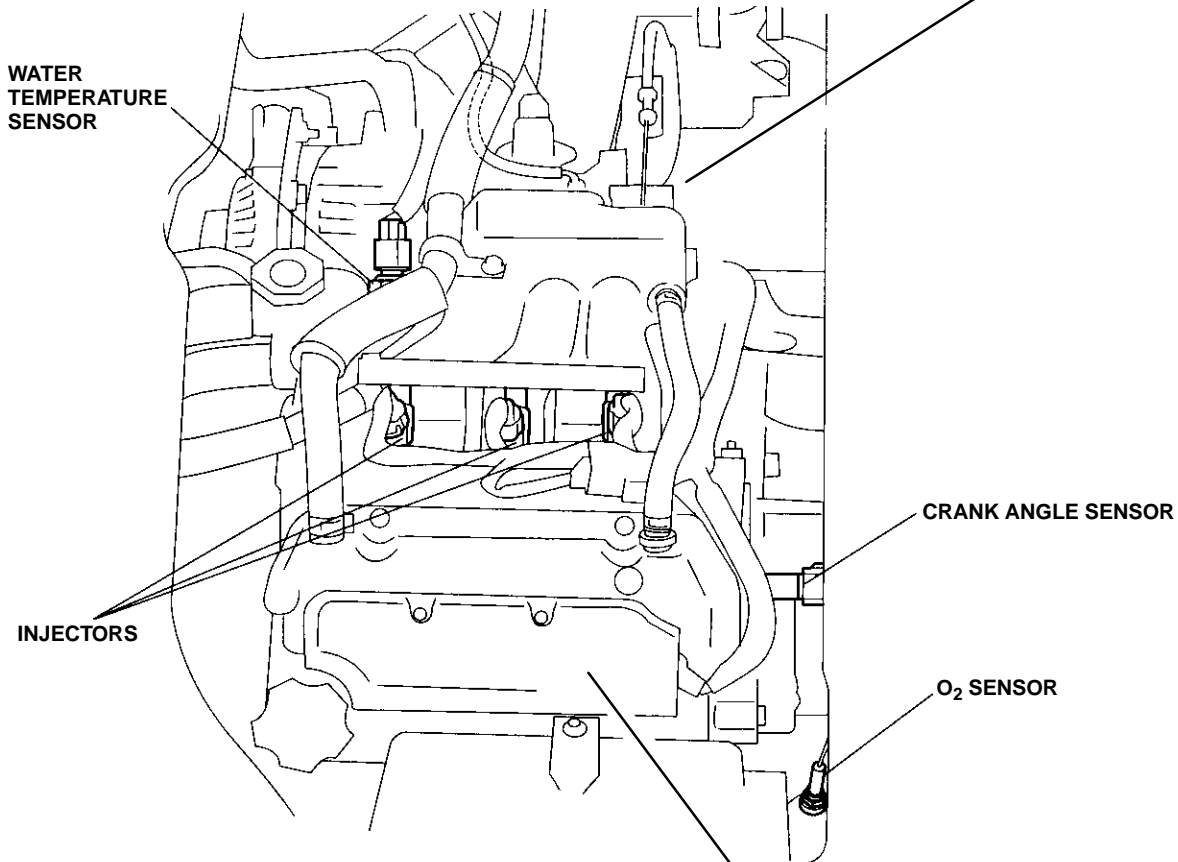 WATER
TEMPERATURE
SENSOR
CRANK ANGLE SENSOR
INJECTORS
O₂ SENSOR